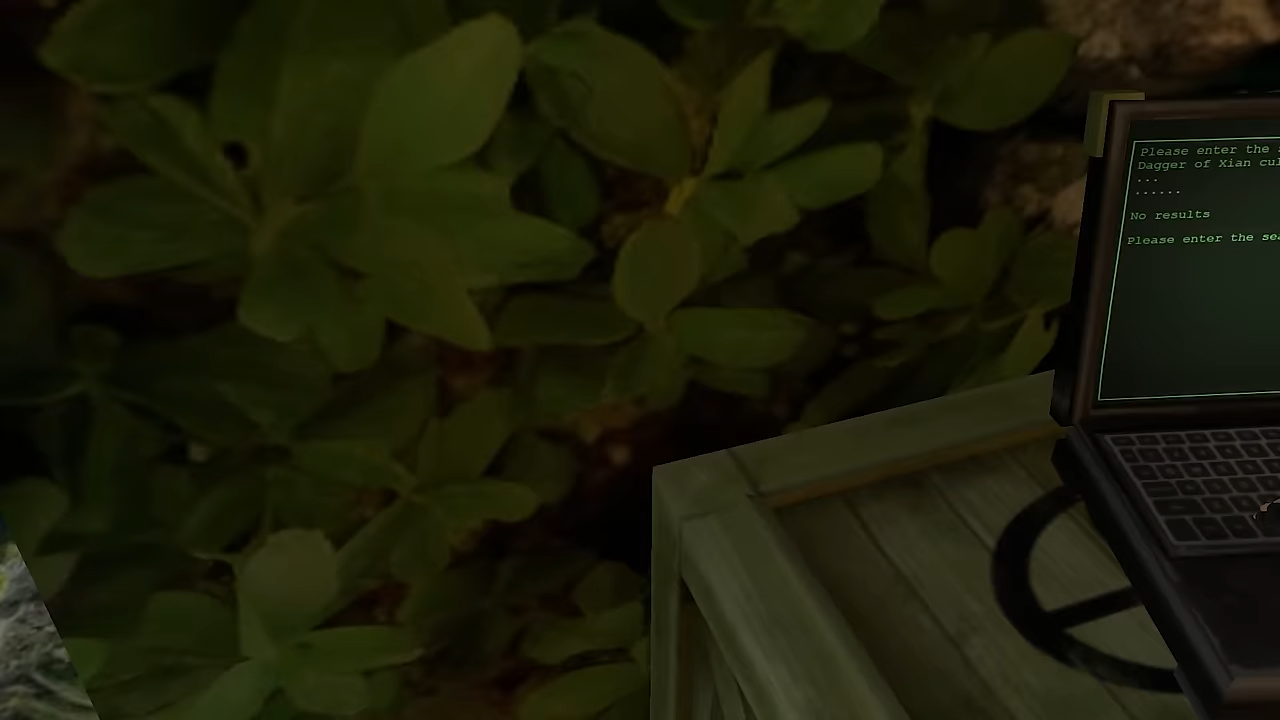 Please enter the
Dagger of Xian
...
......
No results
Please enter the